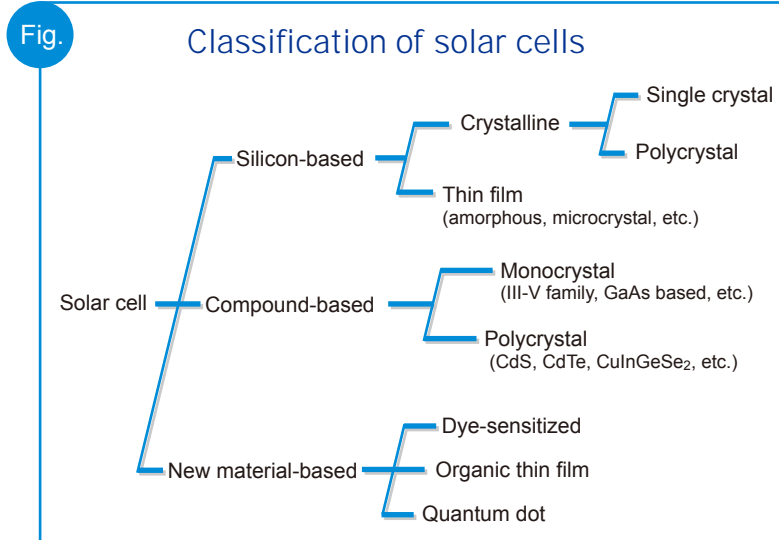 Fig.
Classification of solar cells
Single crystal
Crystalline
Polycrystal
Silicon-based
Thin film
(amorphous, microcrystal, etc.)
Monocrystal
(III-V family, GaAs based, etc.)
Solar cell
Compound-based
Polycrystal
(CdS, CdTe, CuInGeSe₂, etc.)
Dye-sensitized
New material-based
Organic thin film
Quantum dot